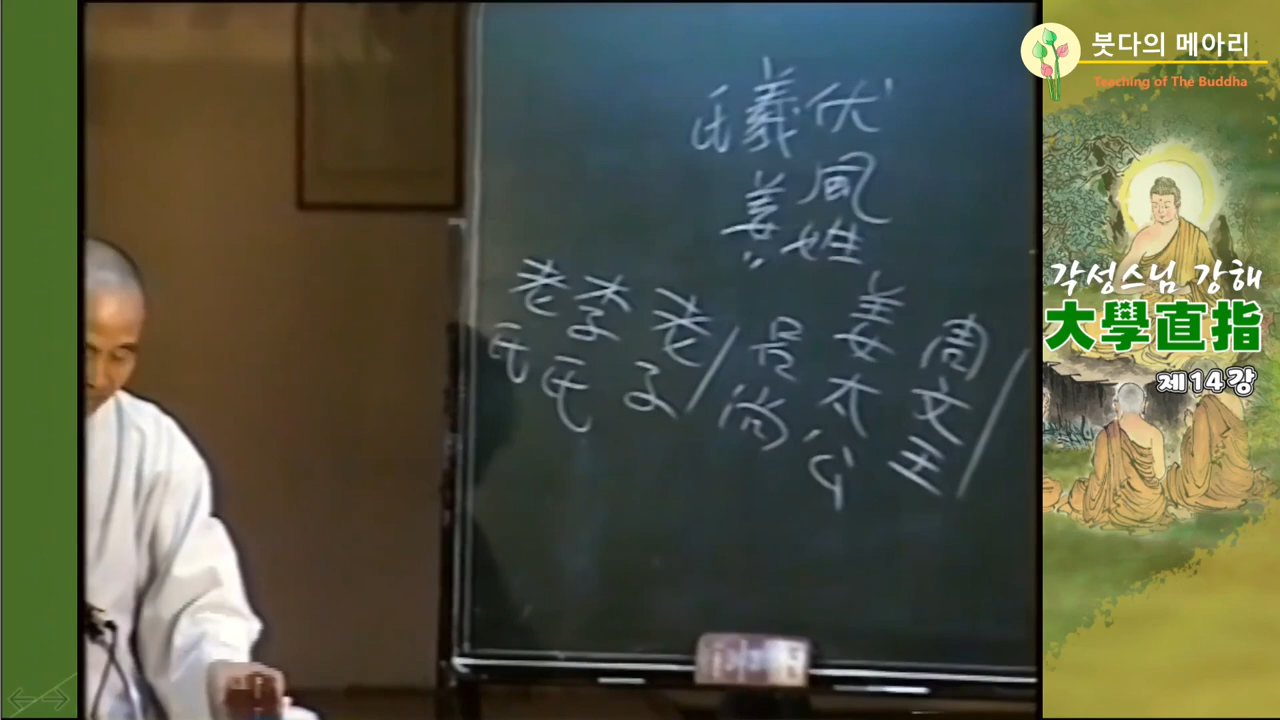 伏
羲
氏
風姓
姜〃
周文王
姜太公
呂尚
老子
李氏
老氏
붓다의 메아리
Teaching of The Buddha
각성스님 강해
大學直指
제14강